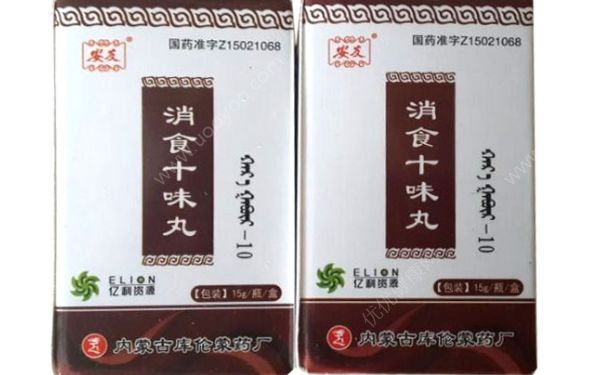 安友®
国药准字Z15021068
消食十味丸
-10
ELION
亿利资源
【包装】15g/瓶/盒
内蒙古库伦蒙药厂
安友®
国药准字Z15021068
消食十味丸
-10
ELION
亿利资源
【包装】15g/瓶/盒
内蒙古库伦蒙药厂